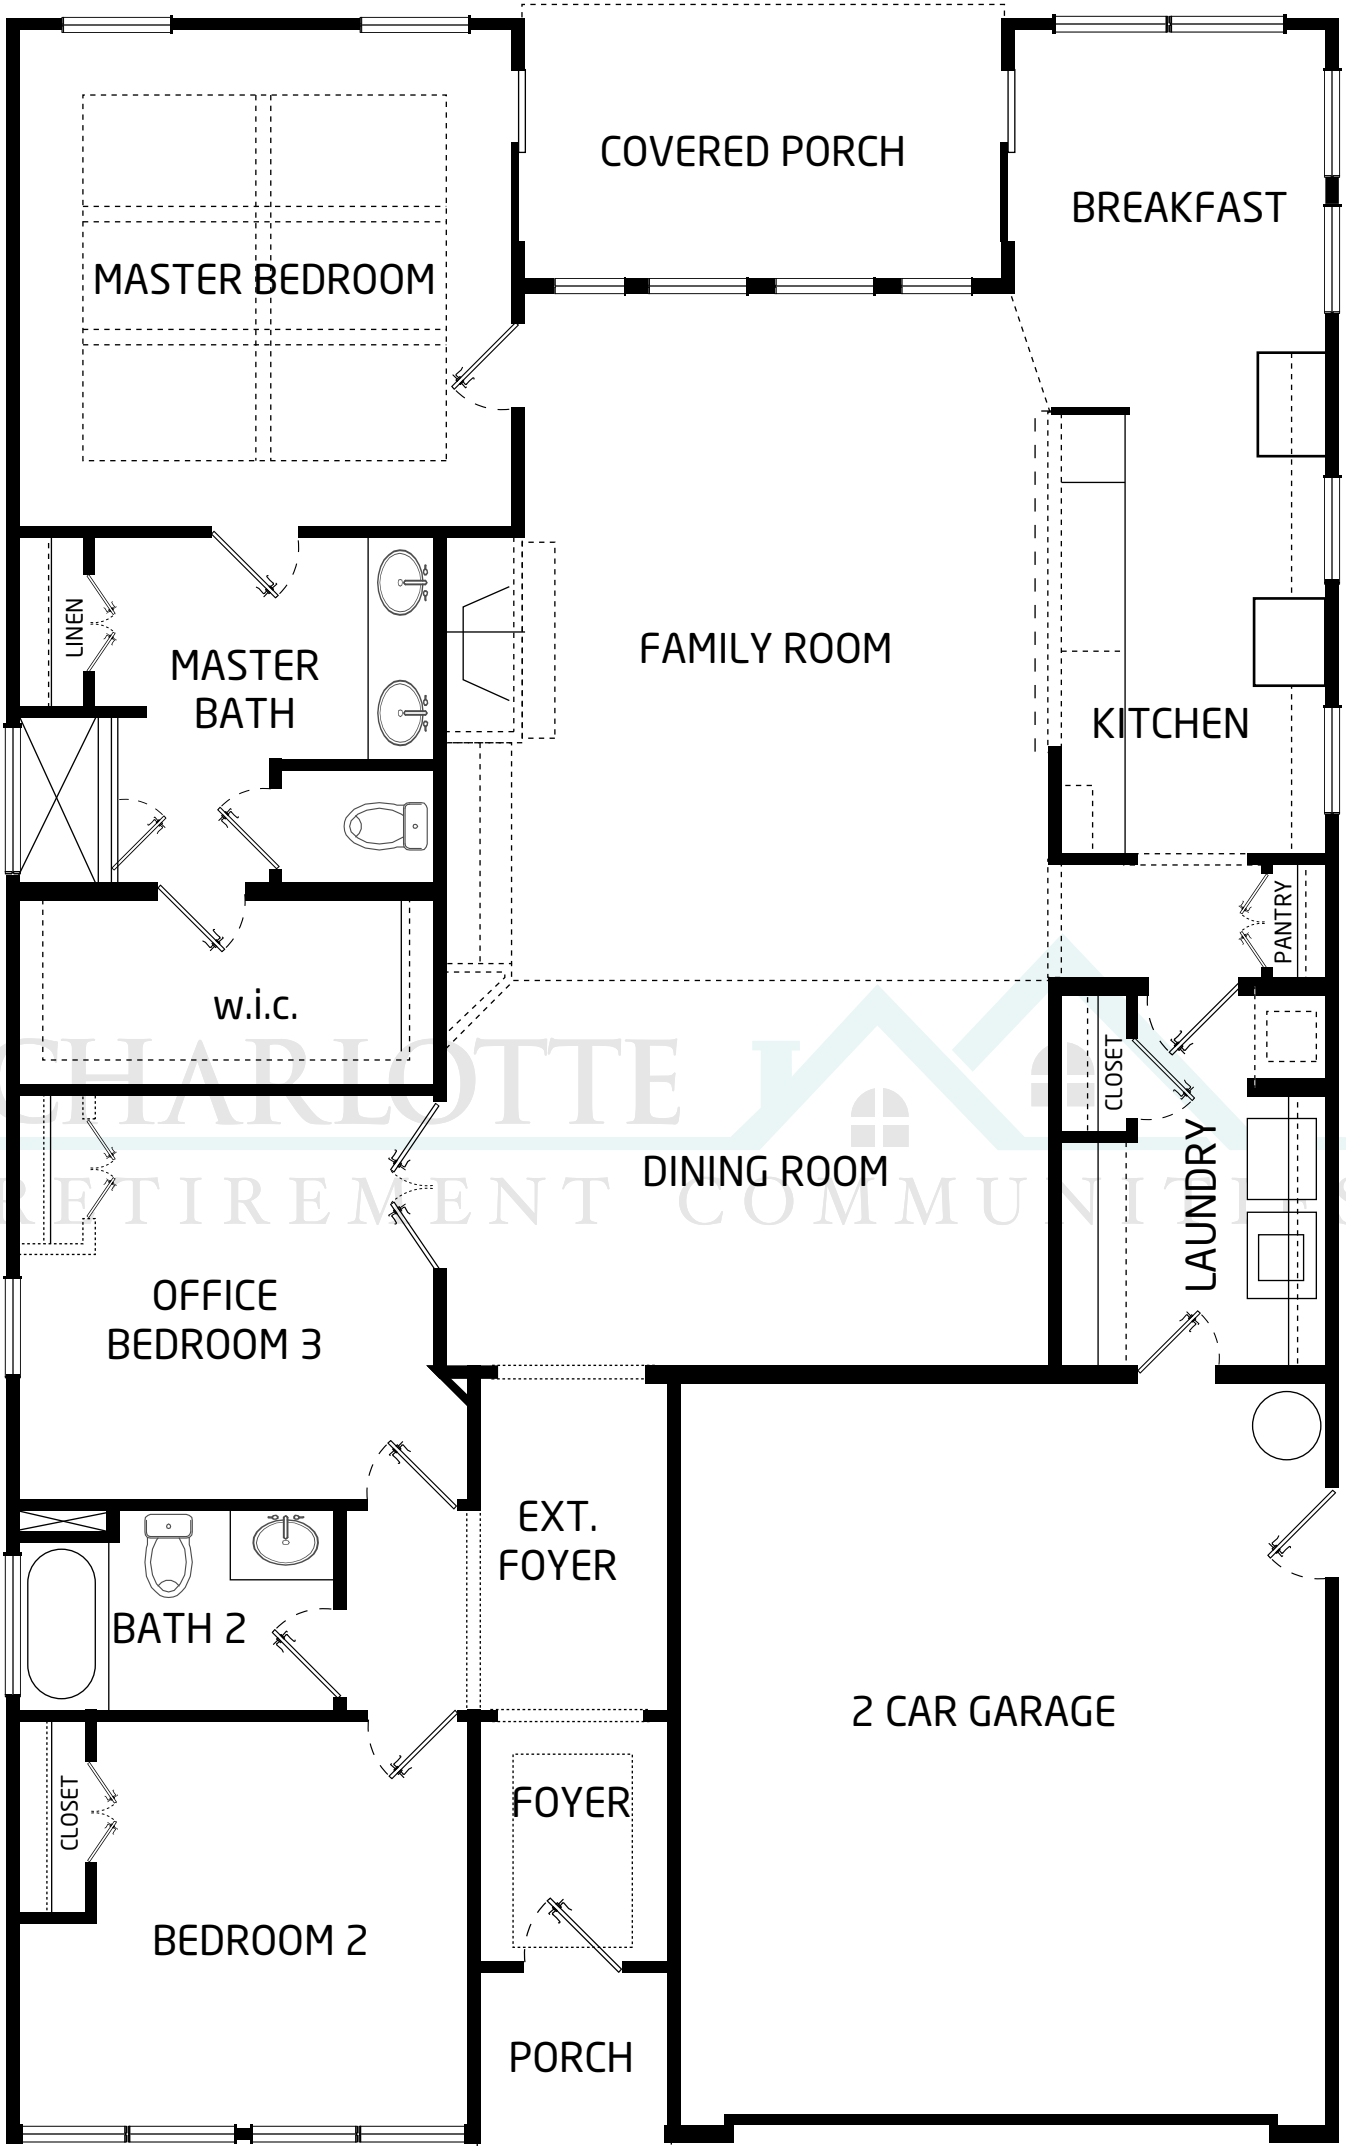 COVERED PORCH
BREAKFAST
MASTER BEDROOM
LINEN
MASTER
BATH
FAMILY ROOM
KITCHEN
PANTRY
w.i.c.
CLOSET
CHARLOTTE
RETIREMENT COMMUNITIES
DINING ROOM
LAUNDRY
OFFICE
BEDROOM 3
EXT.
FOYER
BATH 2
2 CAR GARAGE
FOYER
CLOSET
BEDROOM 2
PORCH